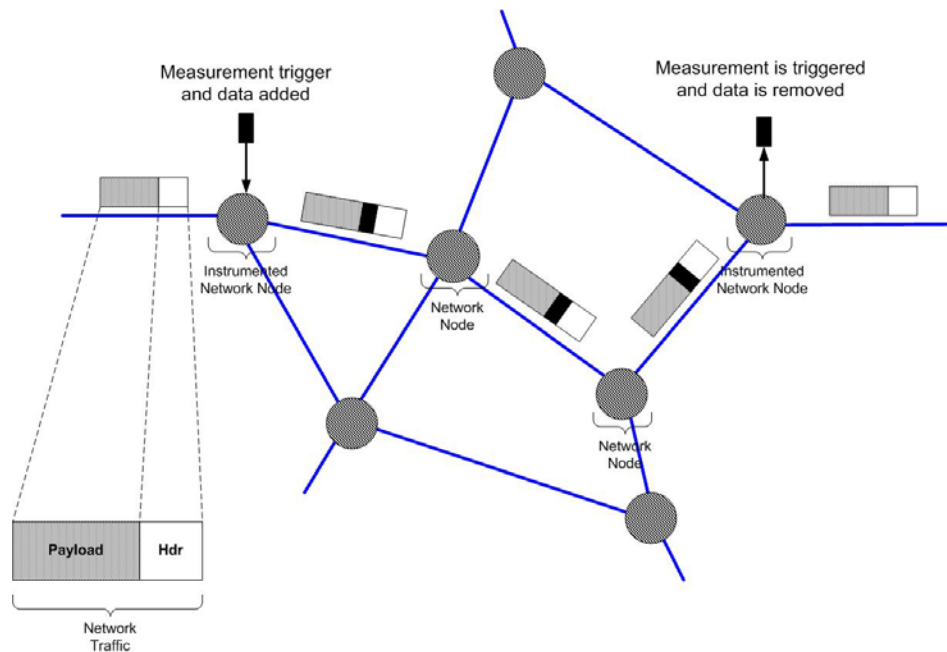 Measurement trigger
and data added
Measurement is triggered
and data is removed
Instrumented
Network Node
Network
Node
Instrumented
Network Node
Network
Node
Payload
Hdr
Network
Traffic